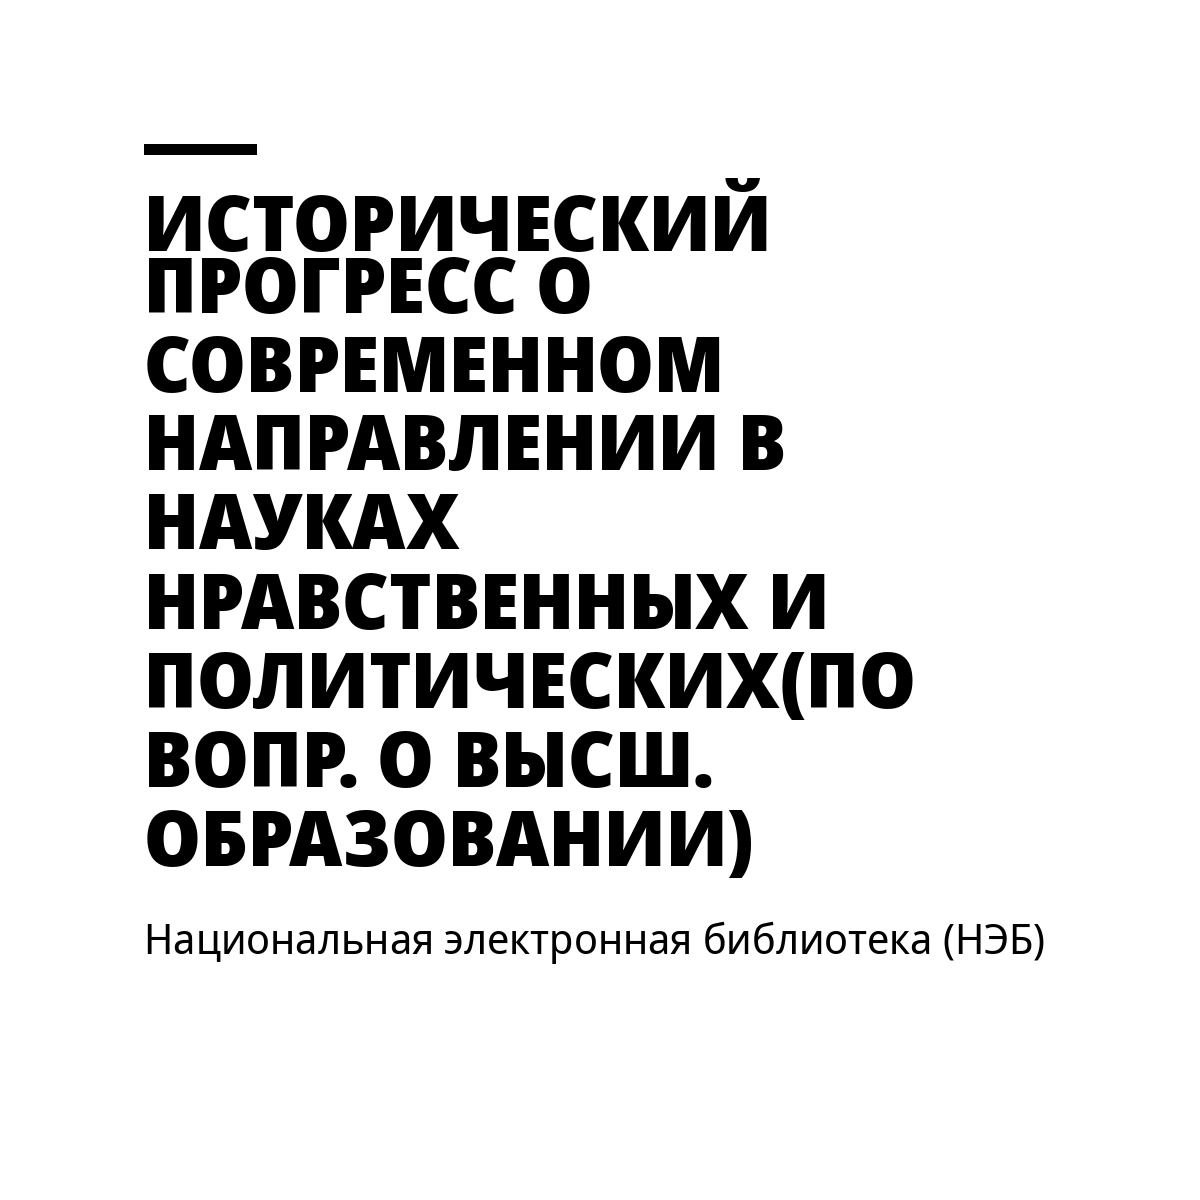 ИСТОРИЧЕСКИЙ
ПРОГРЕСС О
СОВРЕМЕННОМ
НАПРАВЛЕНИИ В
НАУКАХ
НРАВСТВЕННЫХ И
ПОЛИТИЧЕСКИХ(ПО
ВОПР. О ВЫСШ.
ОБРАЗОВАНИИ)
Национальная электронная библиотека (НЭБ)